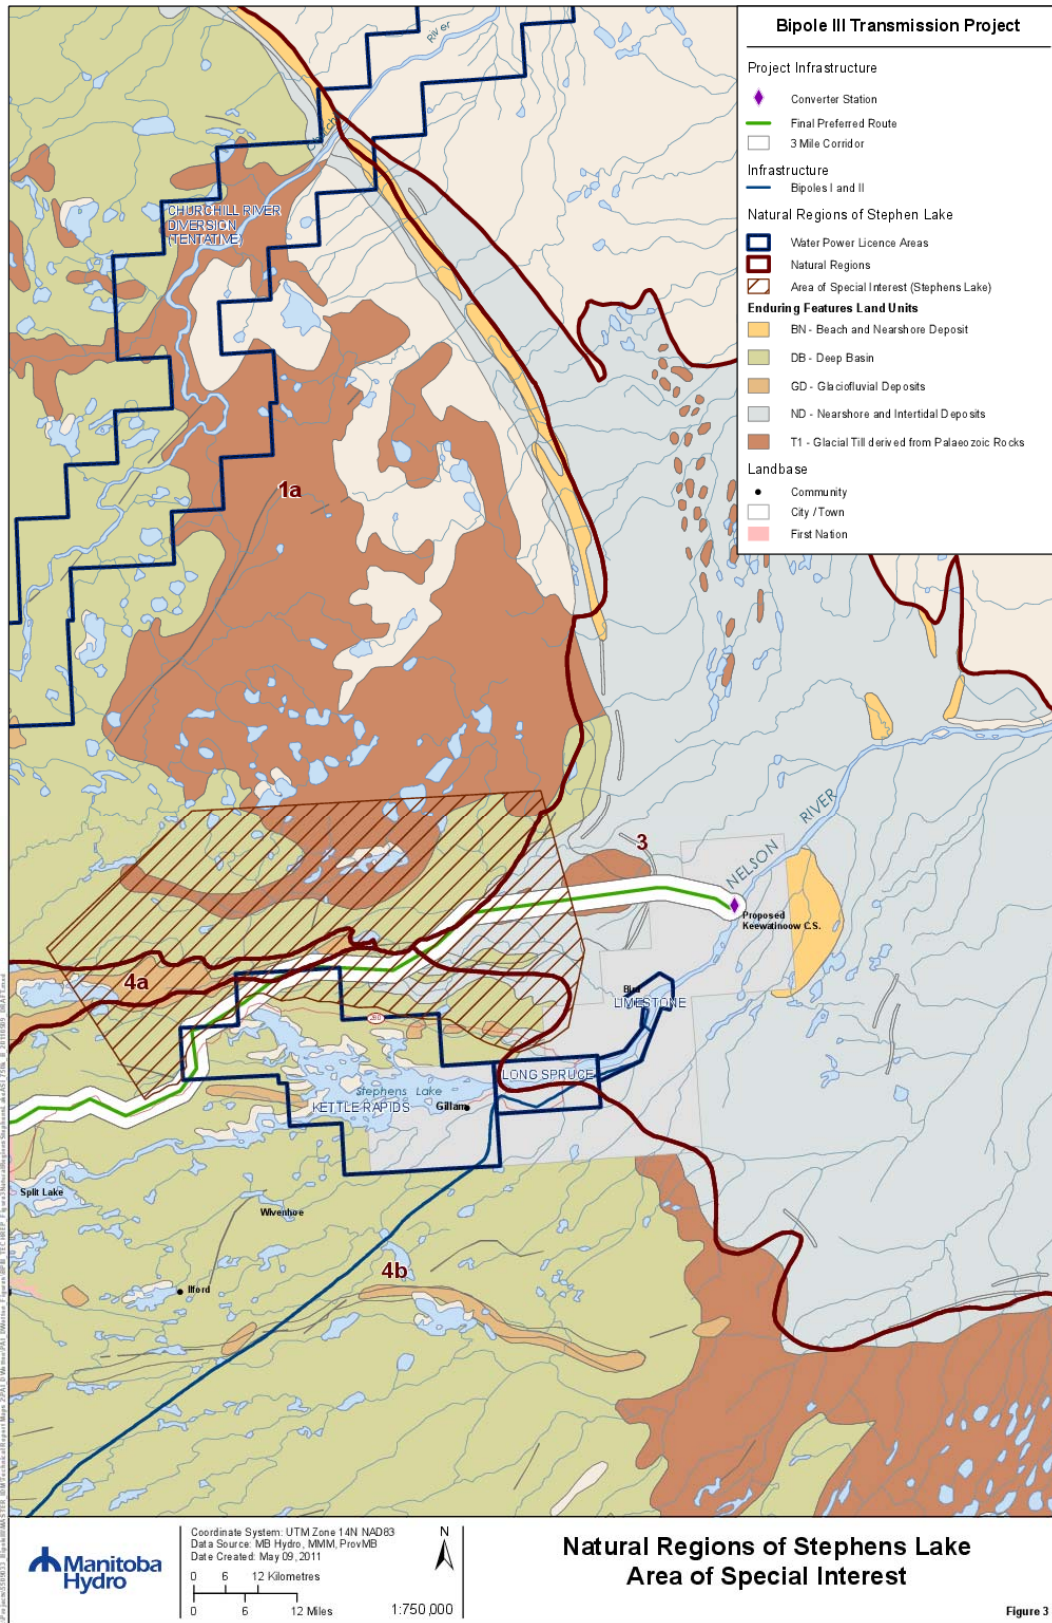 Bipole III Transmission Project
Project Infrastructure
Converter Station
Final Preferred Route
3 Mile Corridor
Infrastructure
Bipoles I and II
Natural Regions of Stephen Lake
Water Power Licence Areas
Natural Regions
Area of Special Interest (Stephens Lake)
Enduring Features Land Units
BN - Beach and Nearshore Deposit
DB - Deep Basin
GD - Glaciofluvial Deposits
ND - Nearshore and Intertidal Deposits
T1 - Glacial Till derived from Palaeozoic Rocks
Landbase
Community
City / Town
First Nation
River
CHURCHILL RIVER
DIVERSION
(TENTATIVE)
1a
3
NELSON RIVER
Proposed
Keewatinoow C.S.
4a
Bird
LIMESTONE
LONG SPRUCE
Stephens Lake
KETTLE RAPIDS
Gillam
Split Lake
Wivenhoe
Ilford
4b
Manitoba
Hydro
Coordinate System: UTM Zone 14N NAD83
Data Source: MB Hydro, MMM, ProvMB
Date Created: May 09, 2011
0 6 12 Kilometres
0 6 12 Miles
N
1:750,000
Natural Regions of Stephens Lake
Area of Special Interest
Figure 3